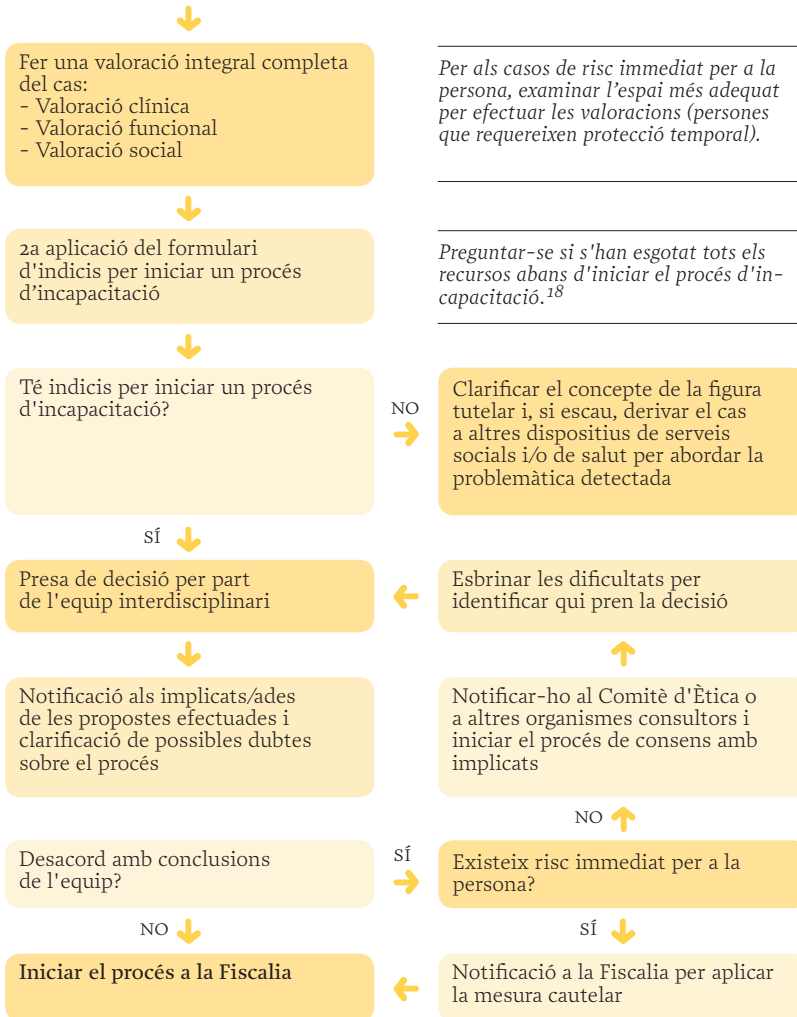 Fer una valoració integral completa
del cas:
- Valoració clínica
- Valoració funcional
- Valoració social
Per als casos de risc immediat per a la
persona, examinar l’espai més adequat
per efectuar les valoracions (persones
que requereixen protecció temporal).
2a aplicació del formulari
d'indicis per iniciar un procés
d’incapacitació
Preguntar-se si s'han esgotat tots els
recursos abans d'iniciar el procés d'in-
capacitació.18
Té indicis per iniciar un procés
d'incapacitació?
NO
Clarificar el concepte de la figura
tutelar i, si escau, derivar el cas
a altres dispositius de serveis
socials i/o de salut per abordar la
problemàtica detectada
SÍ
Presa de decisió per part
de l'equip interdisciplinari
Esbrinar les dificultats per
identificar qui pren la decisió
Notificació als implicats/ades
de les propostes efectuades i
clarificació de possibles dubtes
sobre el procés
Notificar-ho al Comitè d'Ètica o
a altres organismes consultors i
iniciar el procés de consens amb
implicats
NO
Desacord amb conclusions
de l'equip?
SÍ
Existeix risc immediat per a la
persona?
NO
SÍ
Iniciar el procés a la Fiscalia
Notificació a la Fiscalia per aplicar
la mesura cautelar